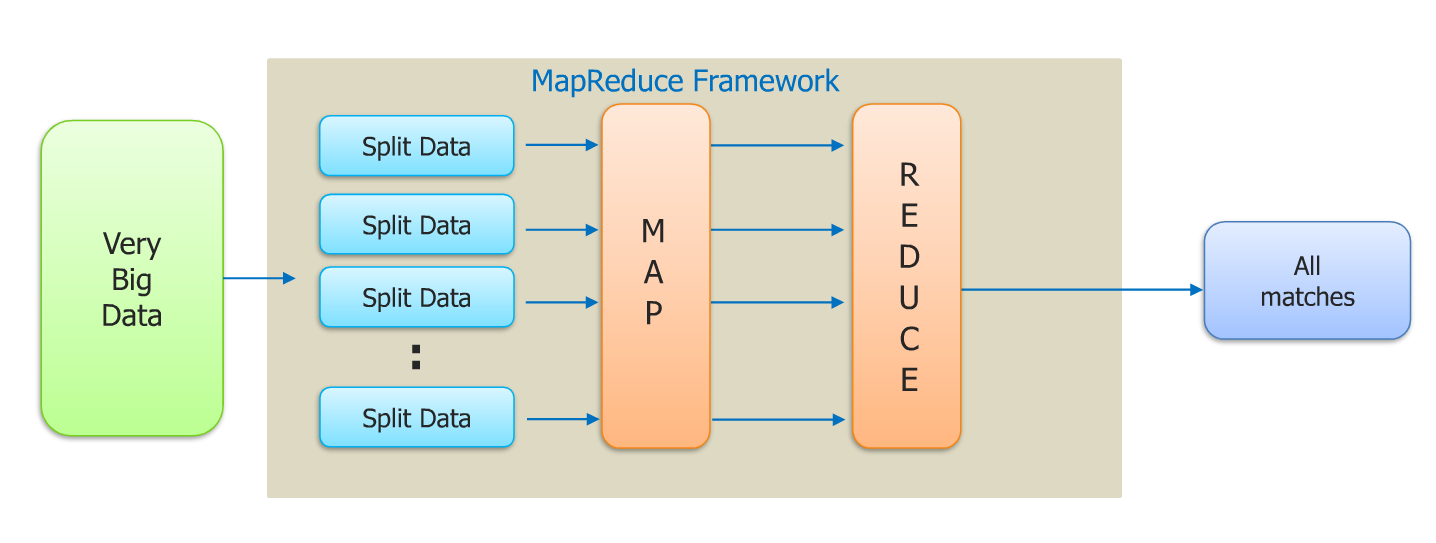 MapReduce Framework
Very
Big
Data
Split Data
Split Data
Split Data
:
Split Data
M
A
P
R
E
D
U
C
E
All
matches